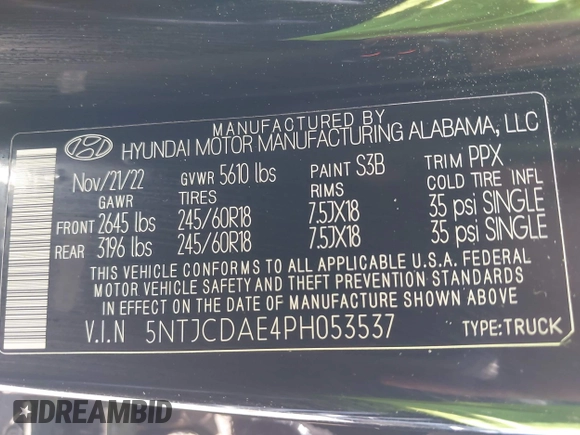 MANUFACTURED BY
HYUNDAI MOTOR MANUFACTURING ALABAMA, LLC
Nov/21/22 GVWR 5610 lbs PAINT S3B TRIM PPX
GAWR TIRES RIMS COLD TIRE INFL
FRONT 2645 lbs 245/60R18 7.5JX18 35 psi SINGLE
REAR 3196 lbs 245/60R18 7.5JX18 35 psi SINGLE
THIS VEHICLE CONFORMS TO ALL APPLICABLE U.S.A. FEDERAL
MOTOR VEHICLE SAFETY AND THEFT PREVENTION STANDARDS
IN EFFECT ON THE DATE OF MANUFACTURE SHOWN ABOVE.
V.I.N 5NTJCDAE4PH053537 TYPE:TRUCK
DREAMBID